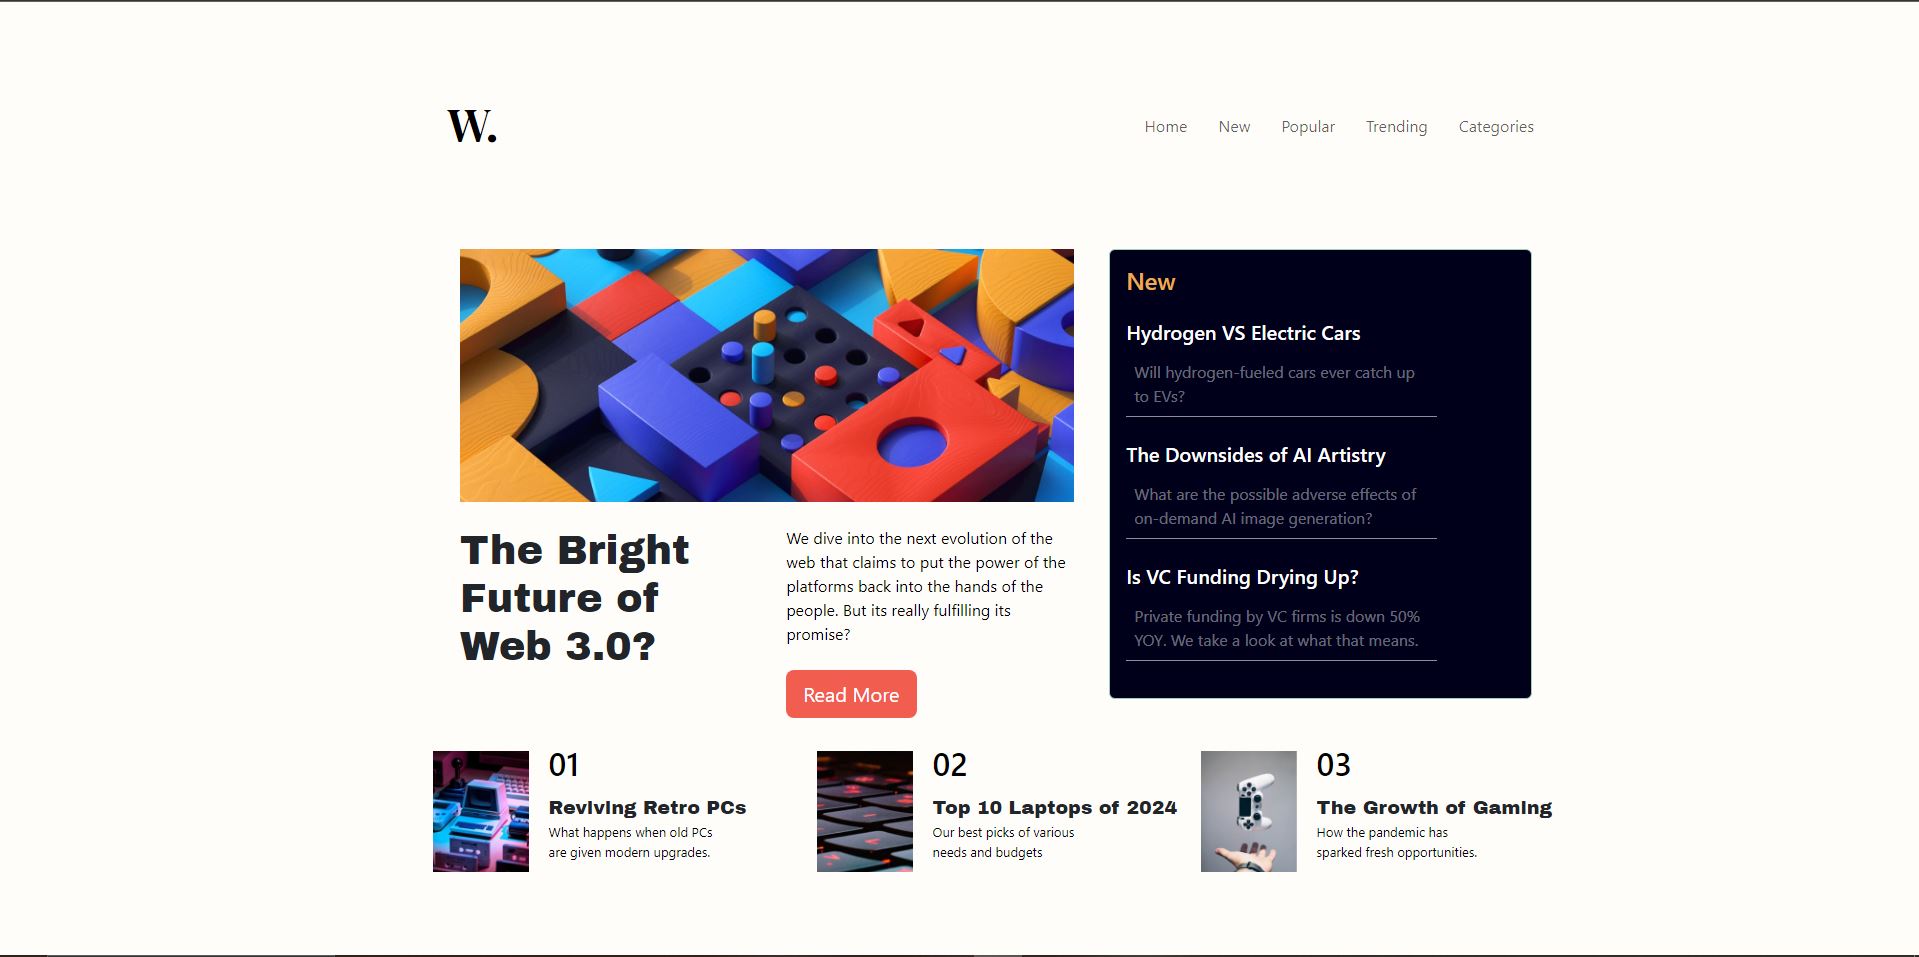 W.
Home New Popular Trending Categories
The Bright
Future of
Web 3.0?
We dive into the next evolution of the
web that claims to put the power of the
platforms back into the hands of the
people. But its really fulfilling its
promise?
Read More
New
Hydrogen VS Electric Cars
Will hydrogen-fueled cars ever catch up
to EVs?
The Downsides of AI Artistry
What are the possible adverse effects of
on-demand AI image generation?
Is VC Funding Drying Up?
Private funding by VC firms is down 50%
YOY. We take a look at what that means.
01
Reviving Retro PCs
What happens when old PCs
are given modern upgrades.
02
Top 10 Laptops of 2024
Our best picks of various
needs and budgets
03
The Growth of Gaming
How the pandemic has
sparked fresh opportunities.